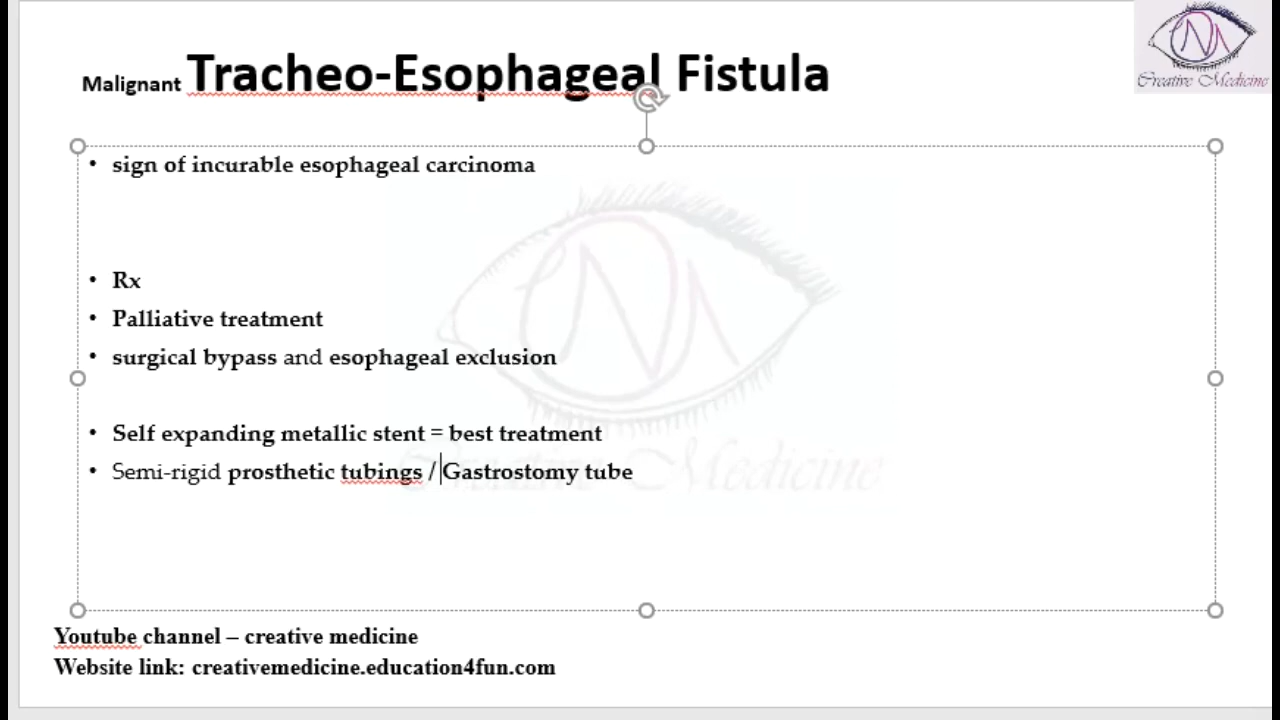 Malignant Tracheo-Esophageal Fistula
Creative Medicine
• sign of incurable esophageal carcinoma
• Rx
• Palliative treatment
• surgical bypass and esophageal exclusion
• Self expanding metallic stent = best treatment
• Semi-rigid prosthetic tubings / Gastrostomy tube
Creative Medicine
Youtube channel – creative medicine
Website link: creativemedicine.education4fun.com